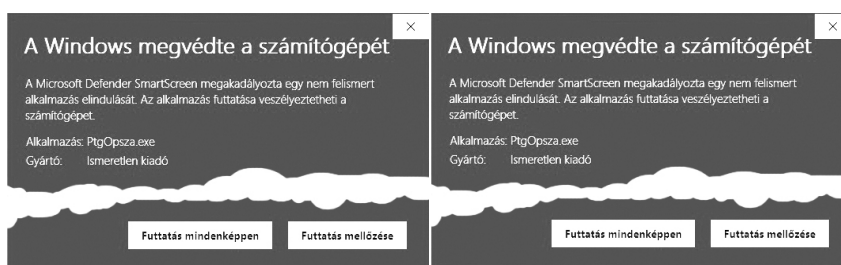 A Windows megvédte a számítógépét
A Microsoft Defender SmartScreen megakadályozta egy nem felismert
alkalmazás elindulását. Az alkalmazás futtatása veszélyeztetheti a
számítógépet.
Alkalmazás: PtgOpsza.exe
Gyártó: Ismeretlen kiadó
Futtatás mindenképpen
Futtatás mellőzése
A Windows megvédte a számítógépét
A Microsoft Defender SmartScreen megakadályozta egy nem felismert
alkalmazás elindulását. Az alkalmazás futtatása veszélyeztetheti a
számítógépet.
Alkalmazás: PtgOpsza.exe
Gyártó: Ismeretlen kiadó
Futtatás mindenképpen
Futtatás mellőzése